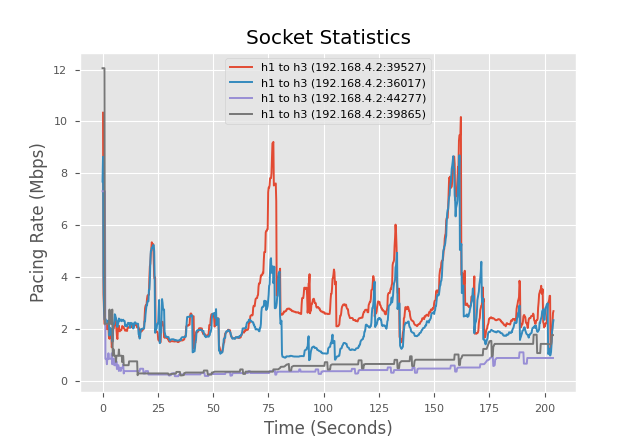 Socket Statistics
h1 to h3 (192.168.4.2:39527)
h1 to h3 (192.168.4.2:36017)
h1 to h3 (192.168.4.2:44277)
h1 to h3 (192.168.4.2:39865)
Pacing Rate (Mbps)
12
10
8
6
4
2
0
0 25 50 75 100 125 150 175 200
Time (Seconds)